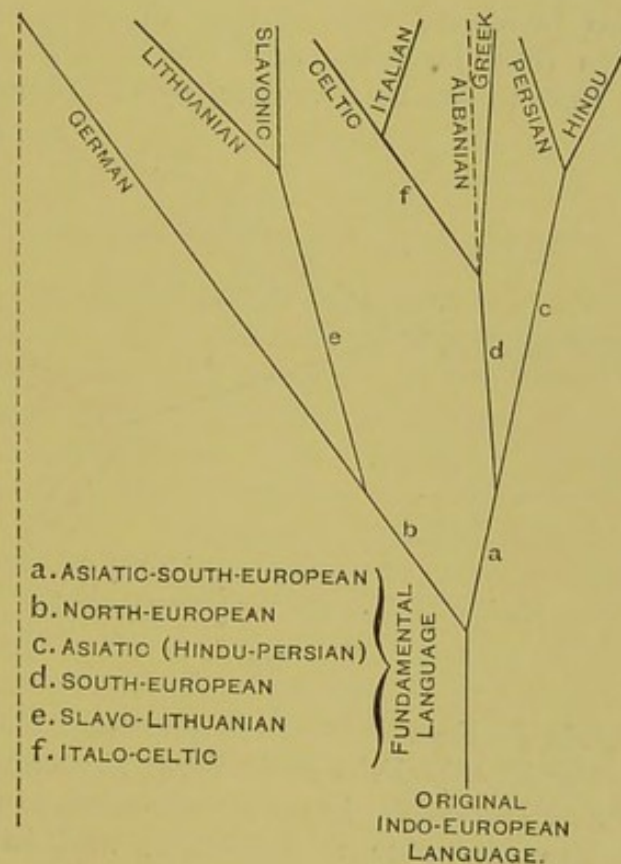 GERMAN
LITHUANIAN
SLAVONIC
CELTIC
ITALIAN
ALBANIAN
GREEK
PERSIAN
HINDU
f
e
d
c
b
a
a. ASIATIC-SOUTH-EUROPEAN
b. NORTH-EUROPEAN
c. ASIATIC (HINDU-PERSIAN)
d. SOUTH-EUROPEAN
e. SLAVO-LITHUANIAN
f. ITALO-CELTIC
FUNDAMENTAL
LANGUAGE
ORIGINAL
INDO-EUROPEAN
LANGUAGE.